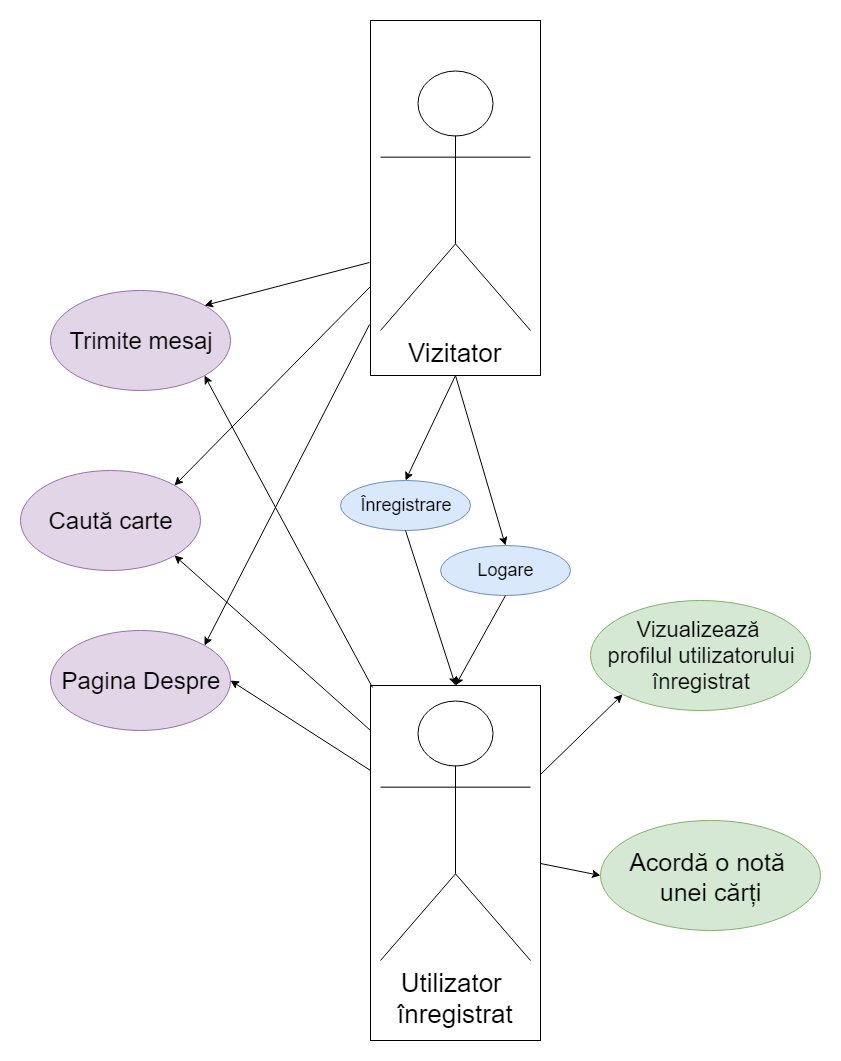 Vizitator
Trimite mesaj
Caută carte
Înregistrare
Logare
Pagina Despre
Vizualizează
profilul utilizatorului
înregistrat
Acordă o notă
unei cărți
Utilizator
înregistrat